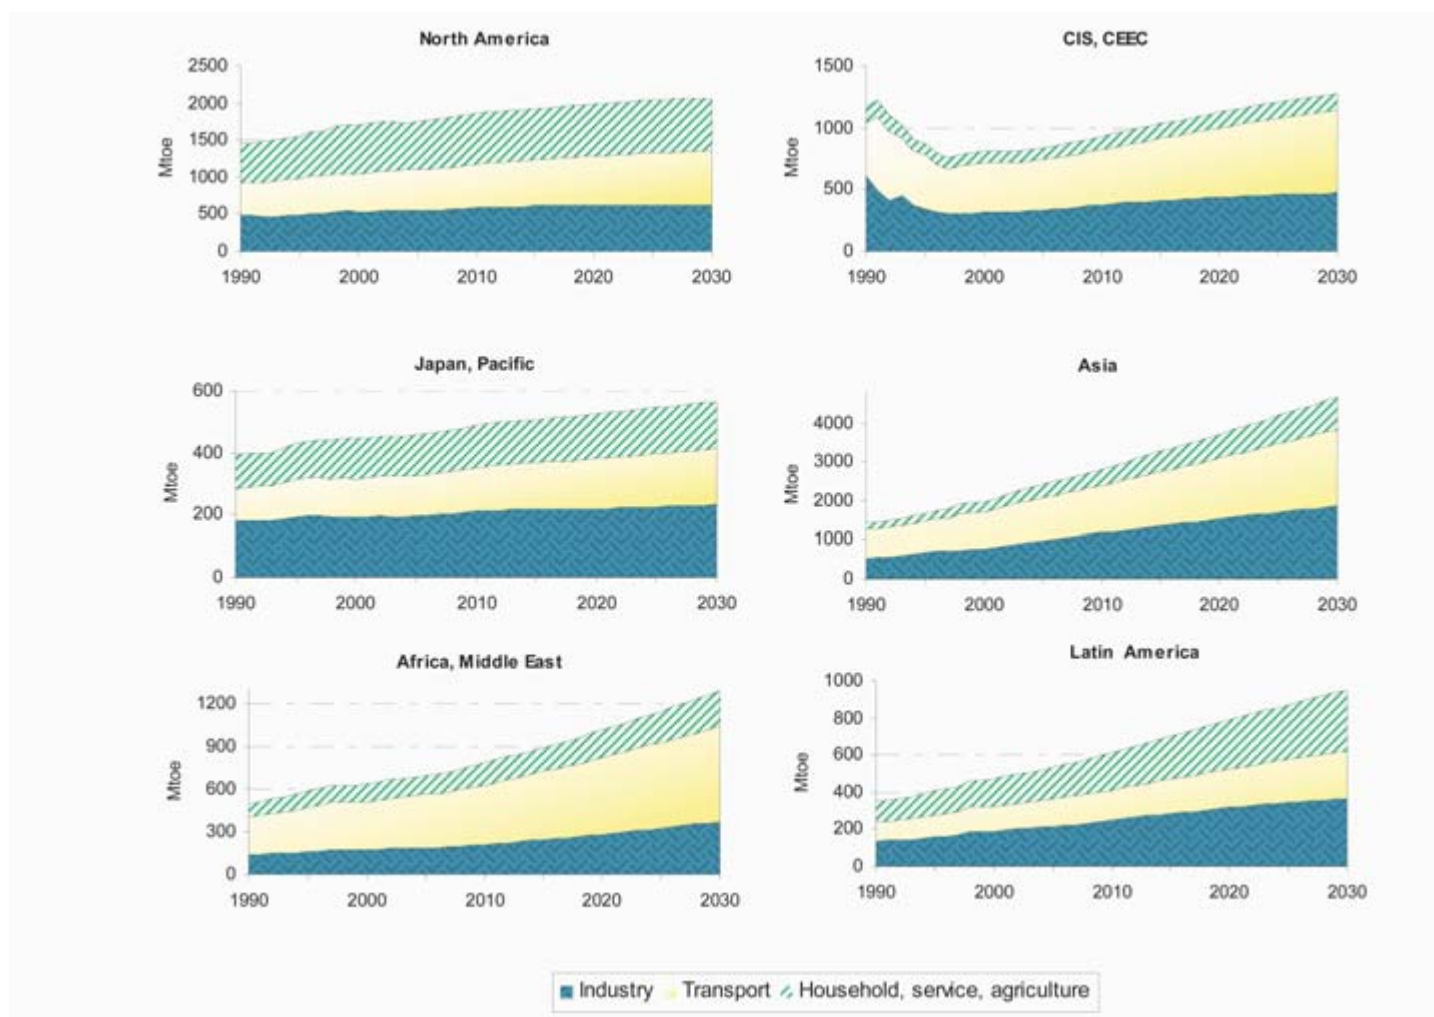 North America
CIS, CEEC
2500
2000
1500
1000
500
0
Mtoe
1990 2000 2010 2020 2030
1500
1000
500
0
Mtoe
1990 2000 2010 2020 2030
Japan, Pacific
Asia
600
400
200
0
Mtoe
1990 2000 2010 2020 2030
4000
3000
2000
1000
0
Mtoe
1990 2000 2010 2020 2030
Africa, Middle East
Latin America
1200
900
600
300
0
Mtoe
1990 2000 2010 2020 2030
1000
800
600
400
200
0
Mtoe
1990 2000 2010 2020 2030
Industry Transport Household, service, agriculture